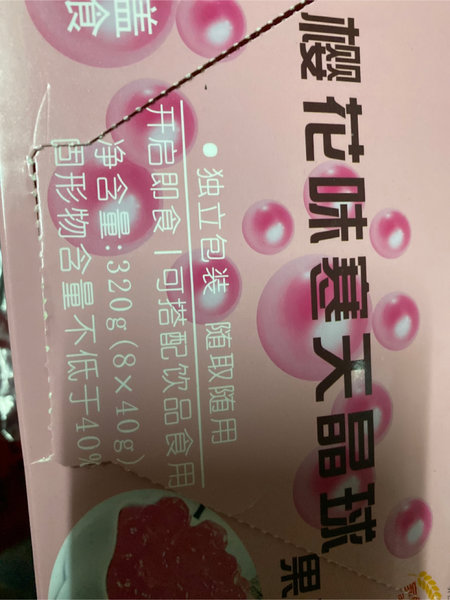 樱花味寒天晶球
果
• 独立包装 随取随用
开启即食 | 可搭配饮品食用
净含量:320g(8×40g)
固形物含量不低于40%
食